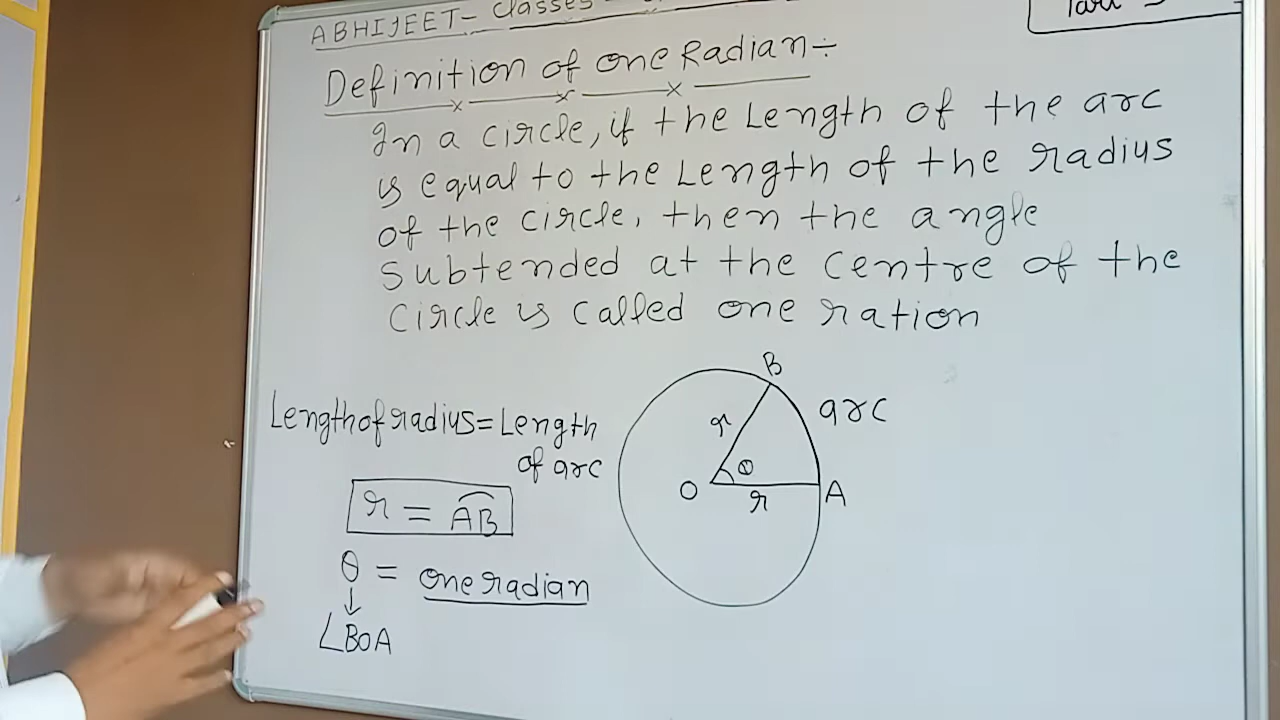 ABHIJEET- Classes-
Definition of one Radian÷
In a circle, if the Length of the arc
is equal to the Length of the radius
of the circle, then the angle
Subtended at the Centre of the
Circle is called one ration
Length of radius = Length
of arc
r = AB
θ = one radian
↓
∠BOA
B
arc
r
θ
O
r
A